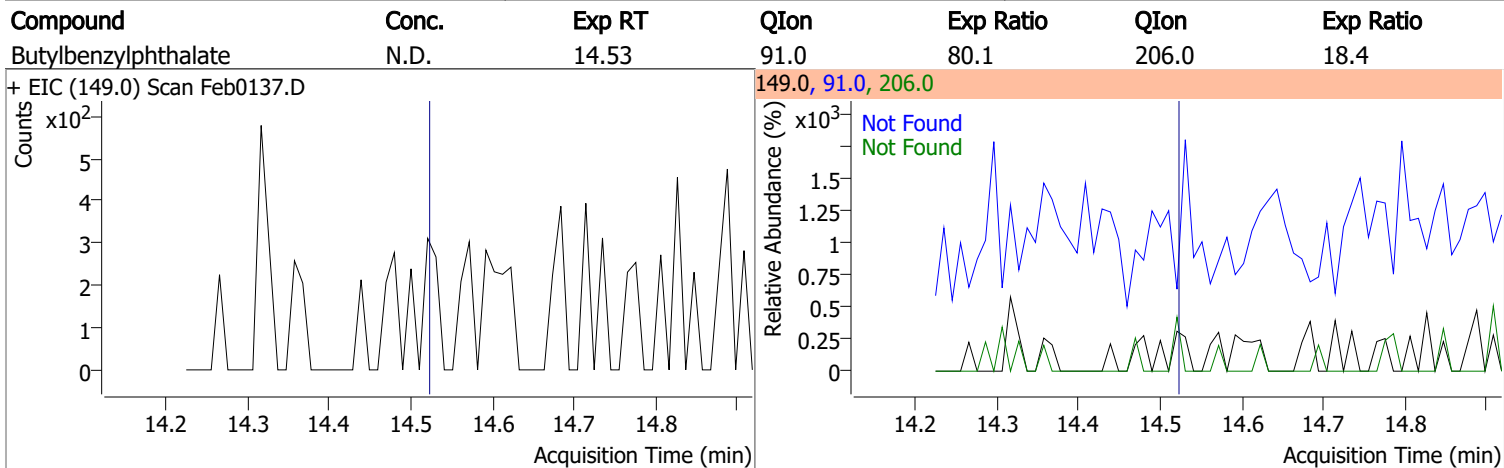 Compound Conc. Exp RT QIon Exp Ratio QIon Exp Ratio
Butylbenzylphthalate N.D. 14.53 91.0 80.1 206.0 18.4
+ EIC (149.0) Scan Feb0137.D
Counts
x10²
5
4
3
2
1
0
14.2 14.3 14.4 14.5 14.6 14.7 14.8
Acquisition Time (min)
149.0, 91.0, 206.0
Relative Abundance (%)
x10³
Not Found
Not Found
1.5
1.25
1
0.75
0.5
0.25
0
14.2 14.3 14.4 14.5 14.6 14.7 14.8
Acquisition Time (min)